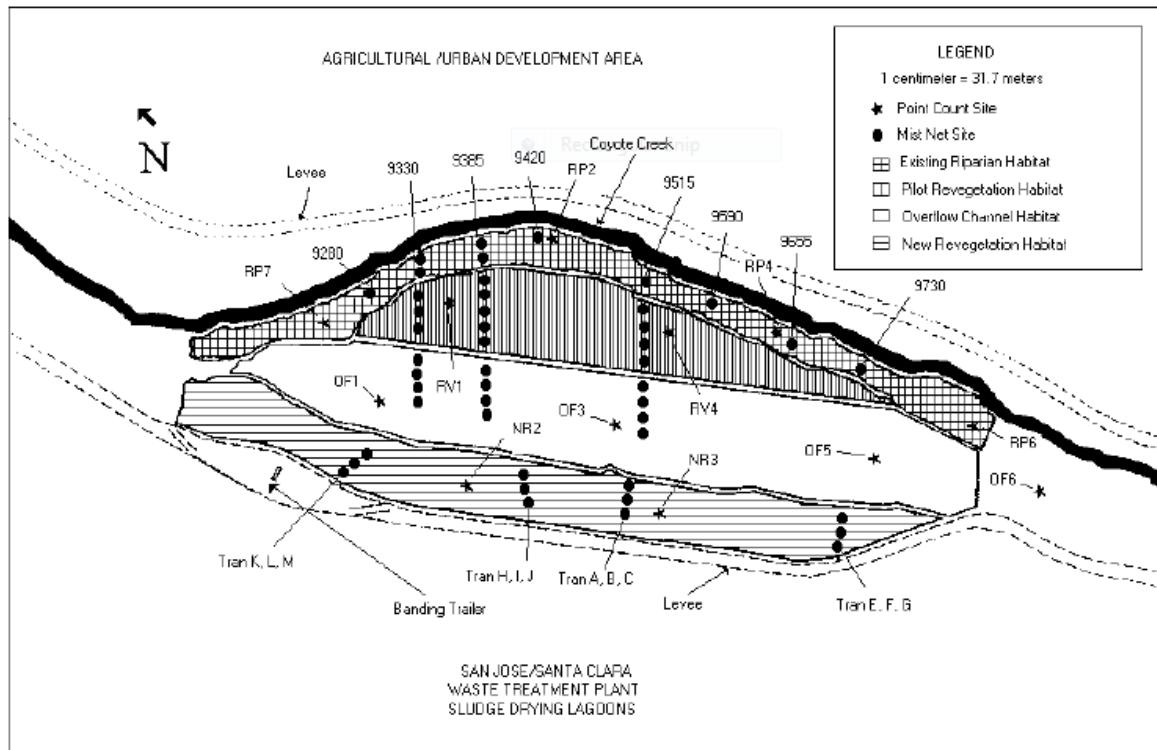 AGRICULTURAL /URBAN DEVELOPMENT AREA
LEGEND
1 centimeter = 31.7 meters
Point Count Site
Mist Net Site
Existing Riparian Habitat
Pilot Revegetation Habitat
Overflow Channel Habitat
New Revegetation Habitat
N
Levee
Coyote Creek
9420
9385
RP2
9330
9515
9590
RP4
9655
9280
RP7
9730
OF1
RV1
OF3
RV4
NR2
NR3
OF5
RP6
OF6
Tran K, L, M
Tran H, I, J
Tran A, B, C
Tran E, F, G
Banding Trailer
Levee
SAN JOSE/SANTA CLARA
WASTE TREATMENT PLANT
SLUDGE DRYING LAGOONS